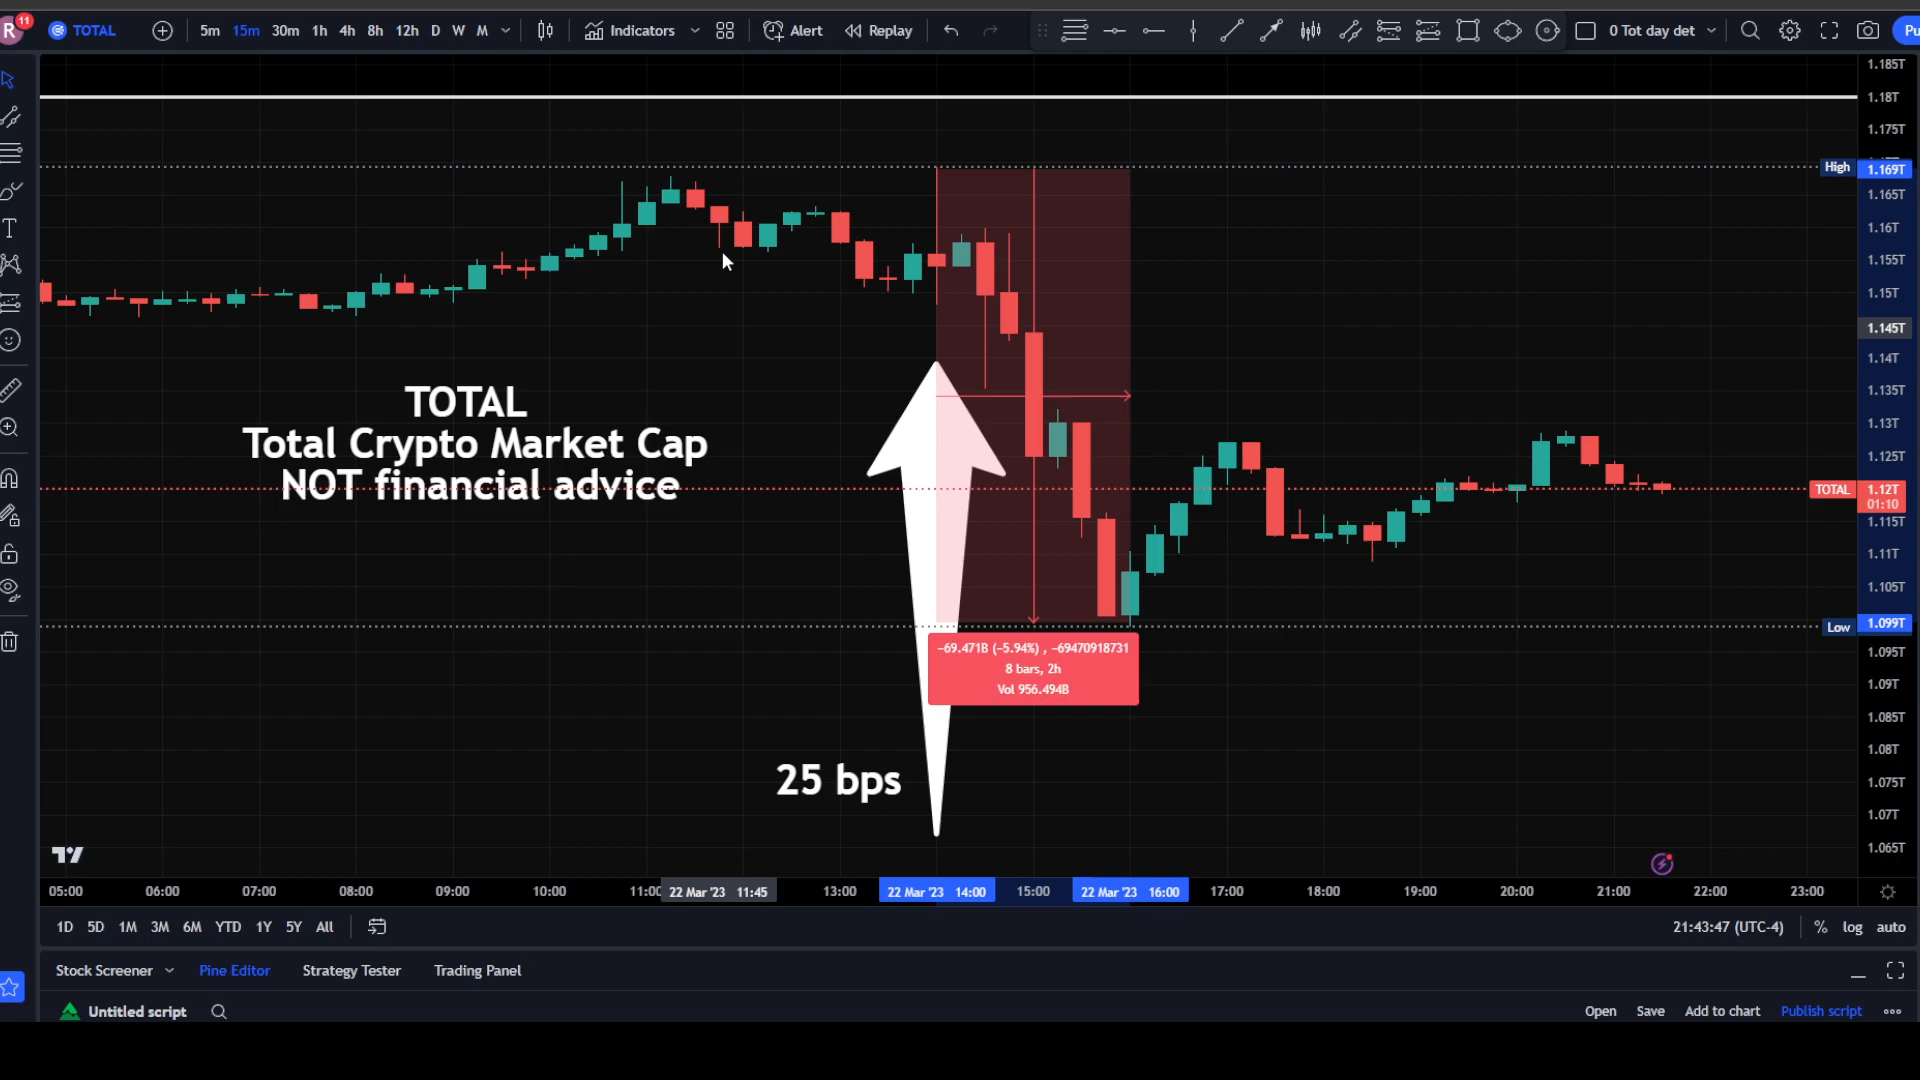 R
11
TOTAL
5m 15m 30m 1h 4h 8h 12h D W M
Indicators
Alert
Replay
0 Tot day det
Pu
1.185T
1.18T
1.175T
High 1.169T
1.165T
1.16T
1.155T
1.15T
1.145T
1.14T
1.135T
1.13T
1.125T
TOTAL 1.12T
01:10
1.115T
1.11T
1.105T
Low 1.099T
1.095T
1.09T
1.085T
1.08T
1.075T
1.07T
1.065T
TOTAL
Total Crypto Market Cap
NOT financial advice
−69.471B (−5.94%) , −69470918731
8 bars, 2h
Vol 956.494B
25 bps
05:00 06:00 07:00 08:00 09:00 10:00 11:00 22 Mar '23 11:45 13:00 22 Mar '23 14:00 15:00 22 Mar '23 16:00 17:00 18:00 19:00 20:00 21:00 22:00 23:00
1D 5D 1M 3M 6M YTD 1Y 5Y All
21:43:47 (UTC-4) % log auto
Stock Screener Pine Editor Strategy Tester Trading Panel
Untitled script
Open Save Add to chart Publish script